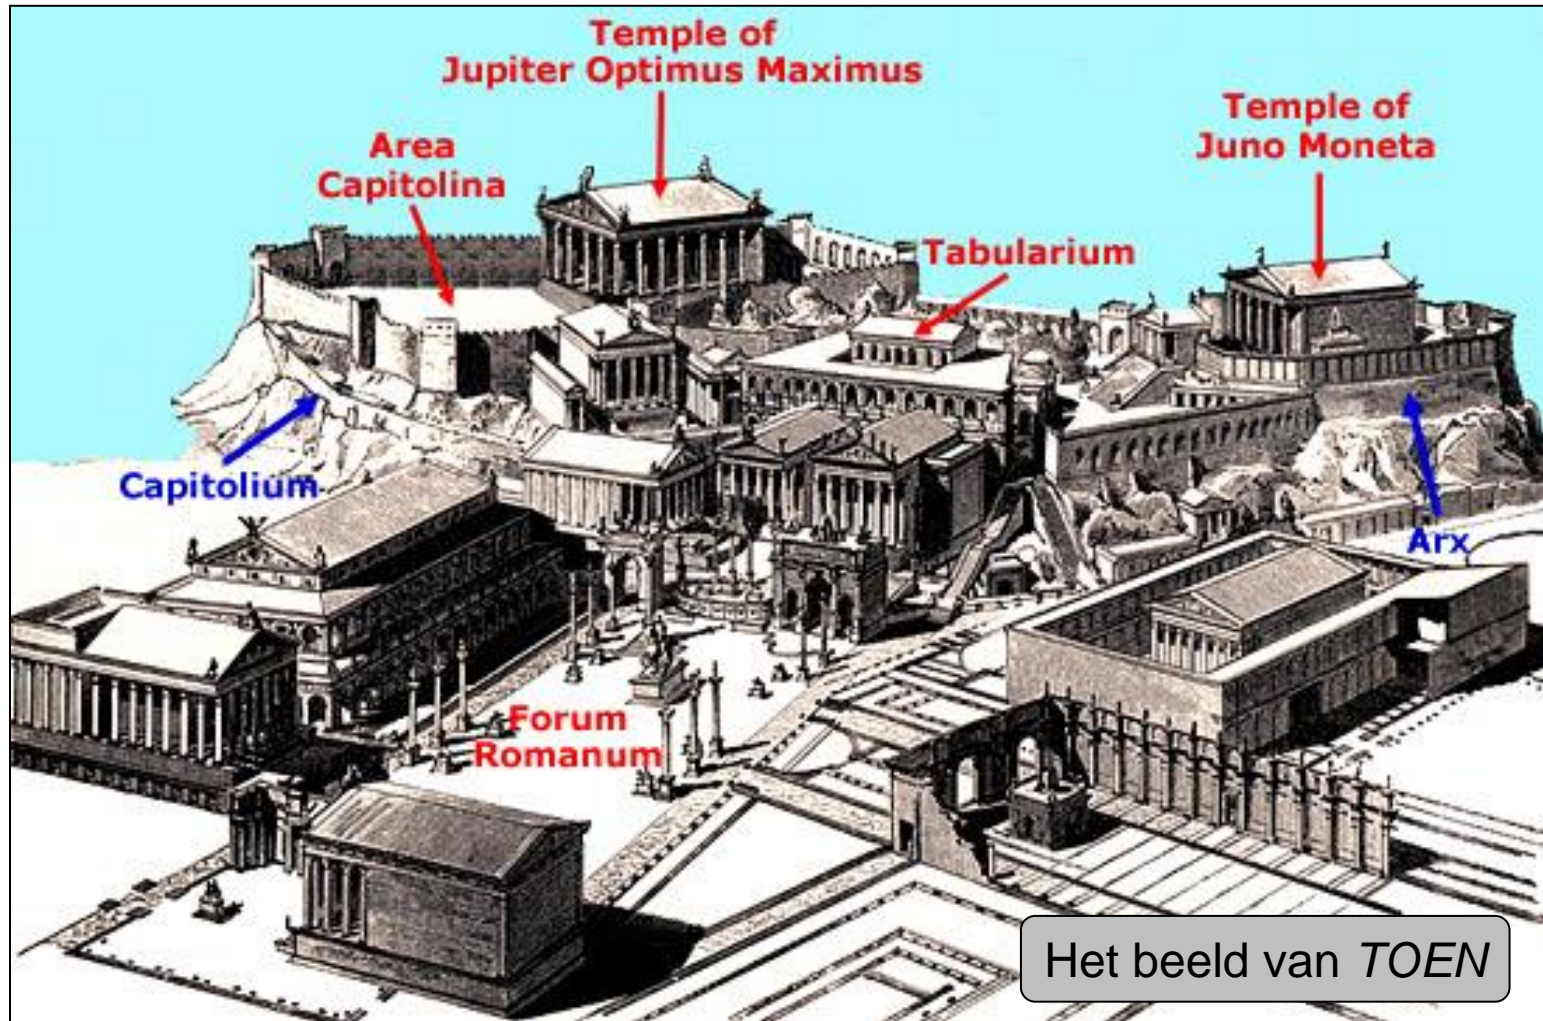 Temple of
Jupiter Optimus Maximus
Temple of
Juno Moneta
Area
Capitolina
Tabularium
Capitolium
Arx
Forum
Romanum
Het beeld van TOEN